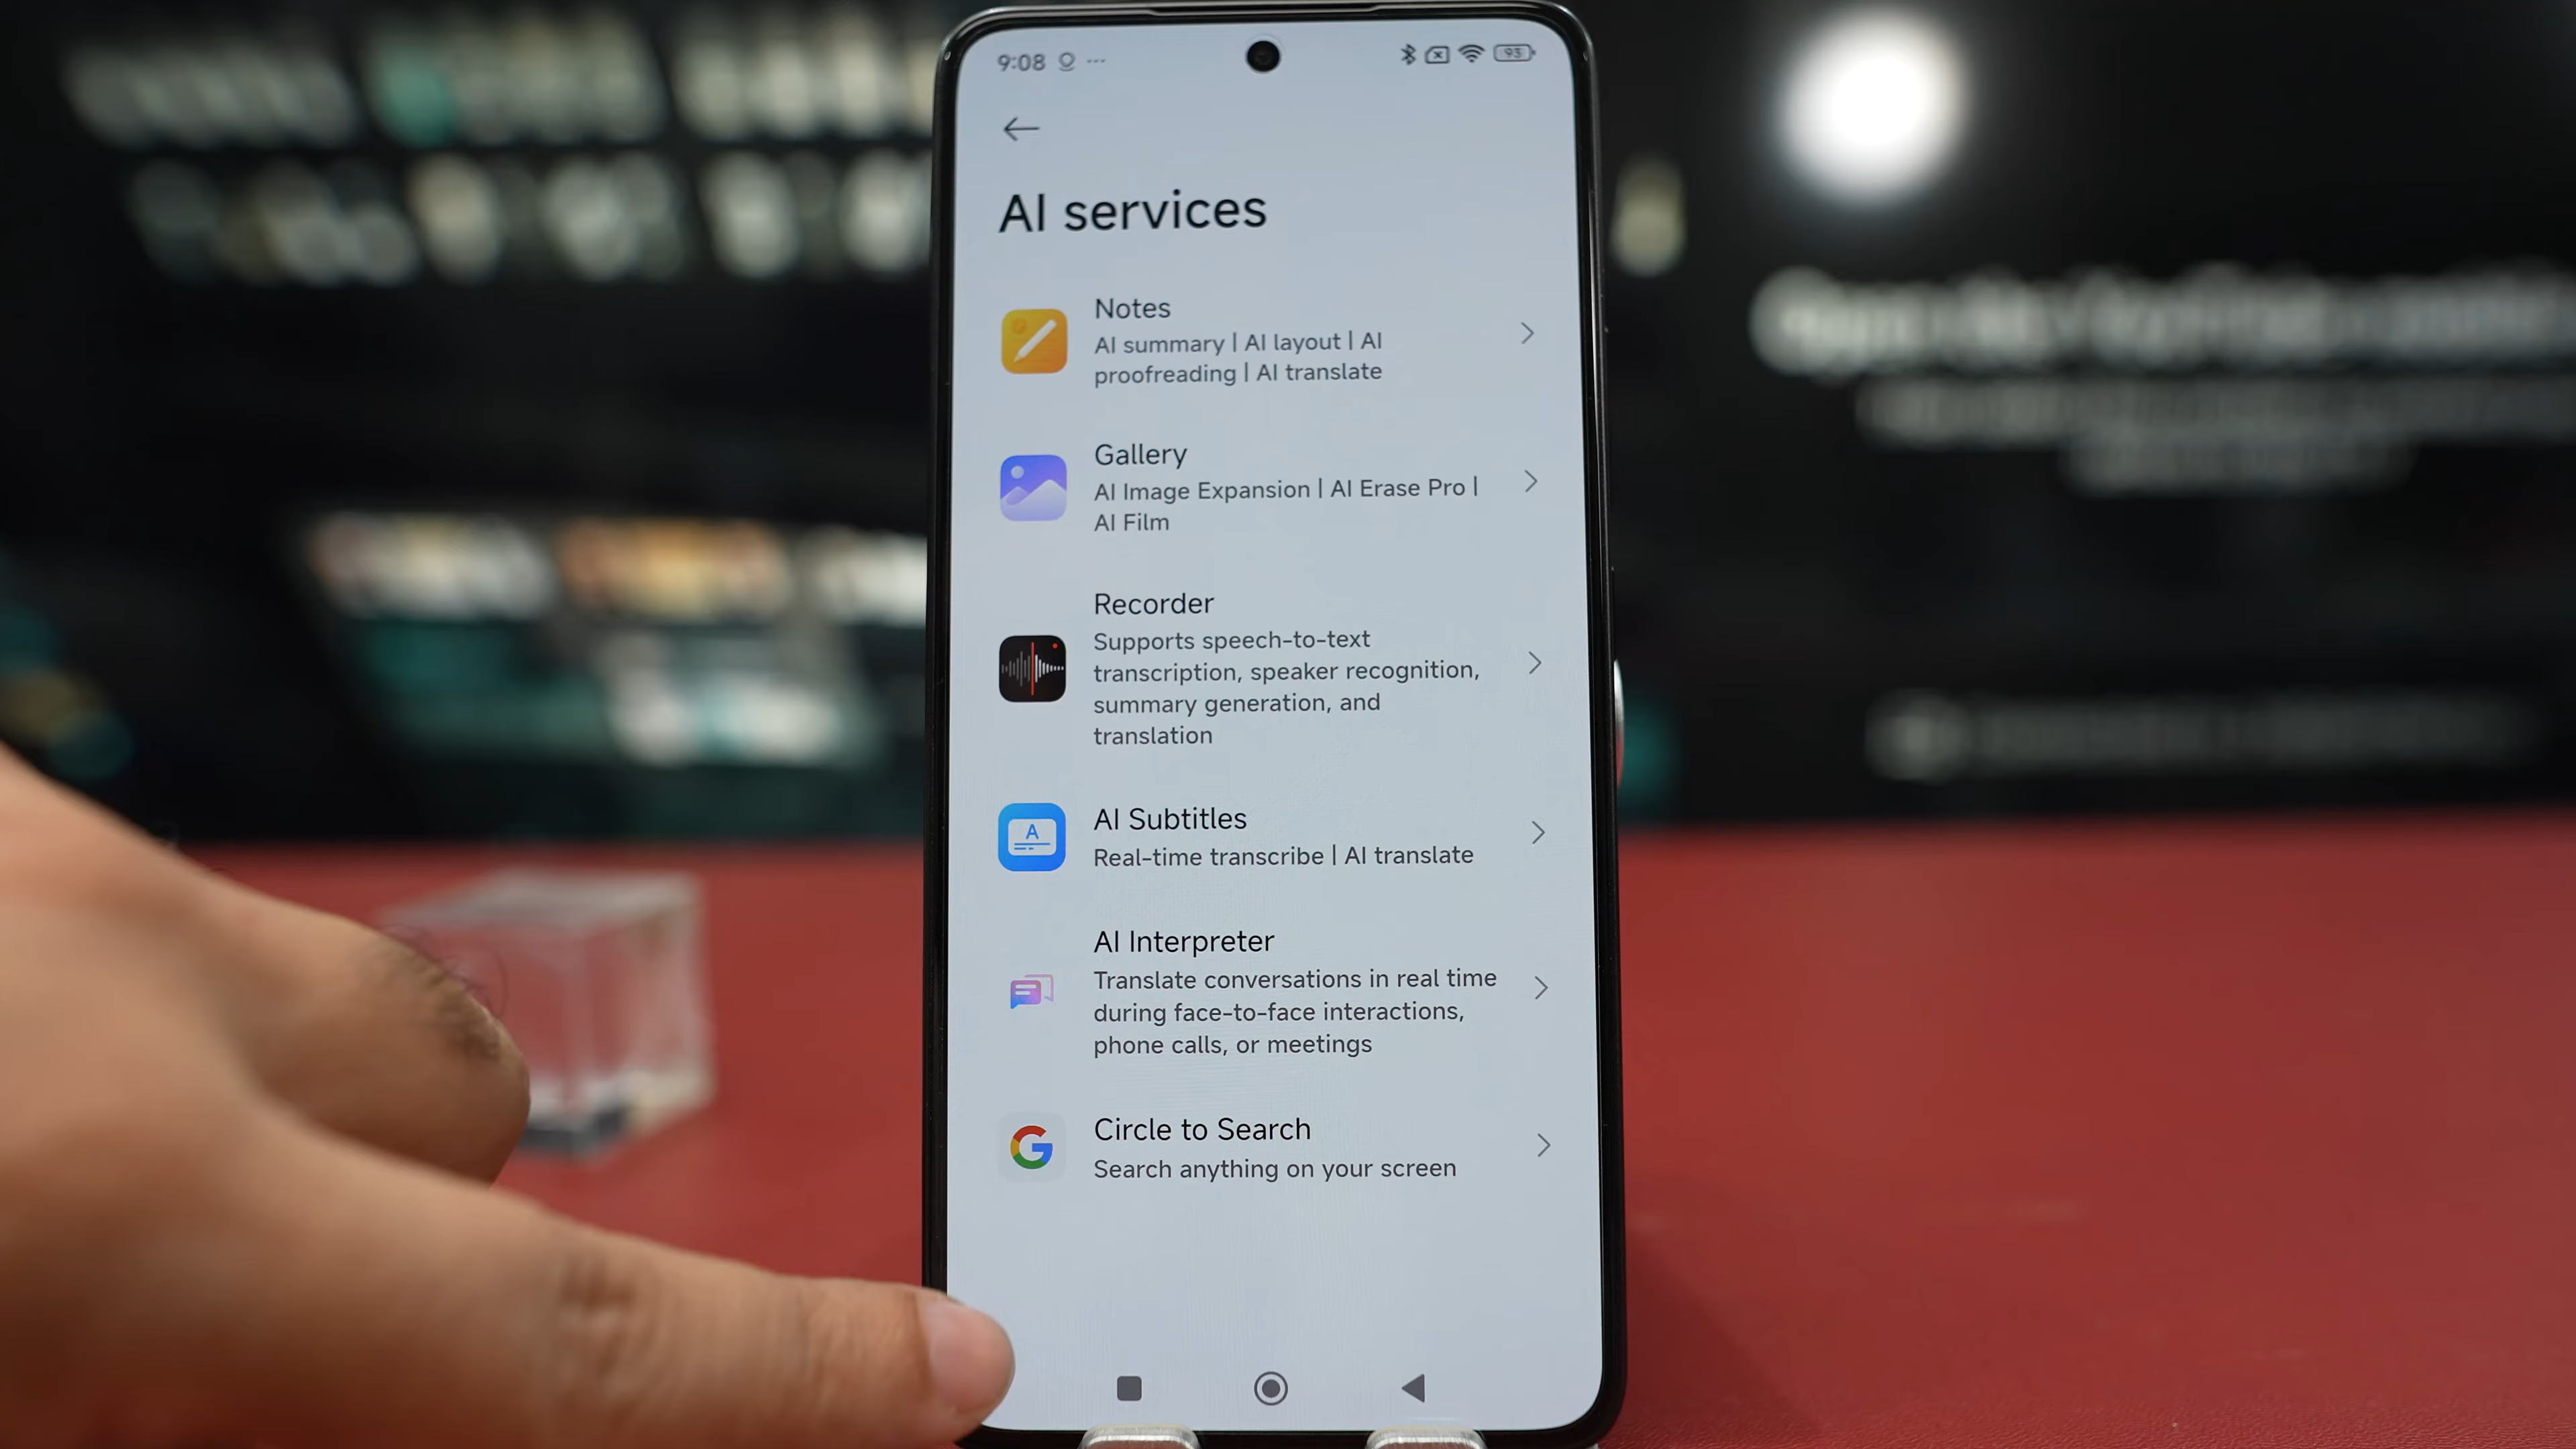 9:08
93
AI services
Notes
AI summary | AI layout | AI
proofreading | AI translate
Gallery
AI Image Expansion | AI Erase Pro |
AI Film
Recorder
Supports speech-to-text
transcription, speaker recognition,
summary generation, and
translation
A
AI Subtitles
Real-time transcribe | AI translate
AI Interpreter
Translate conversations in real time
during face-to-face interactions,
phone calls, or meetings
G
Circle to Search
Search anything on your screen